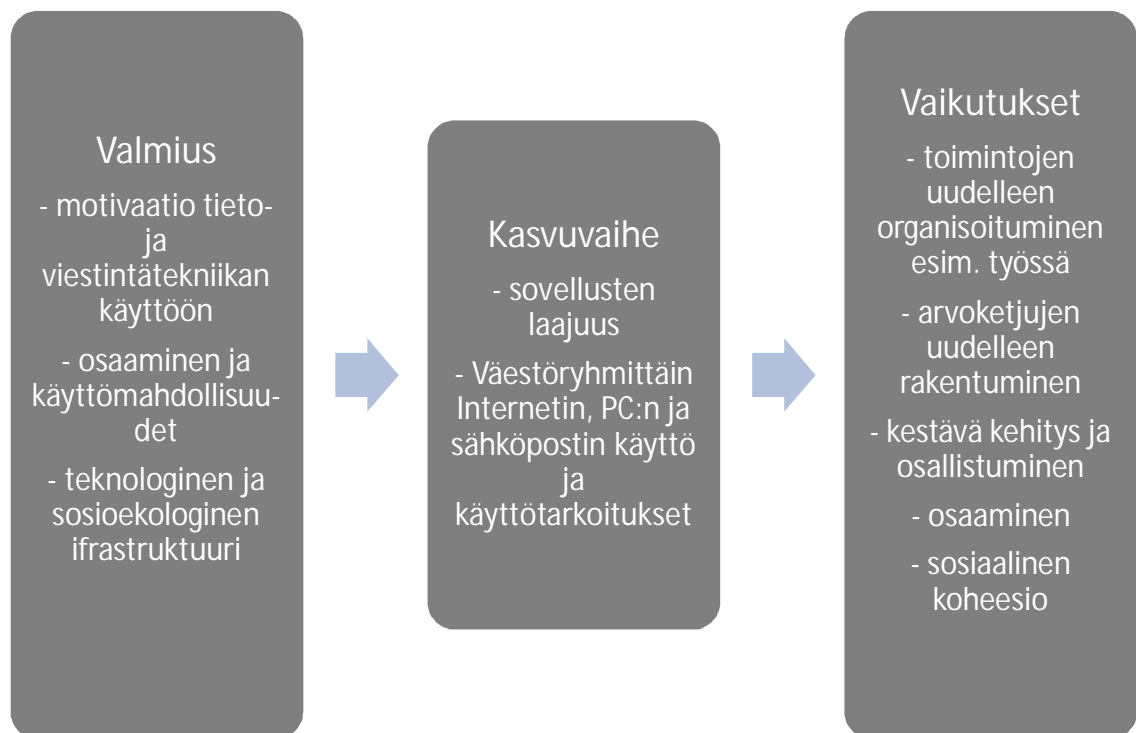 Valmius
- motivaatio tieto-
ja
viestintätekniikan
käyttöön
- osaaminen ja
käyttömahdollisuu-
det
- teknologinen ja
sosioekologinen
ifrastruktuuri
Kasvuvaihe
- sovellusten
laajuus
- Väestöryhmittäin
Internetin, PC:n ja
sähköpostin käyttö
ja
käyttötarkoitukset
Vaikutukset
- toimintojen
uudelleen
organisoituminen
esim. työssä
- arvoketjujen
uudelleen
rakentuminen
- kestävä kehitys ja
osallistuminen
- osaaminen
- sosiaalinen
koheesio